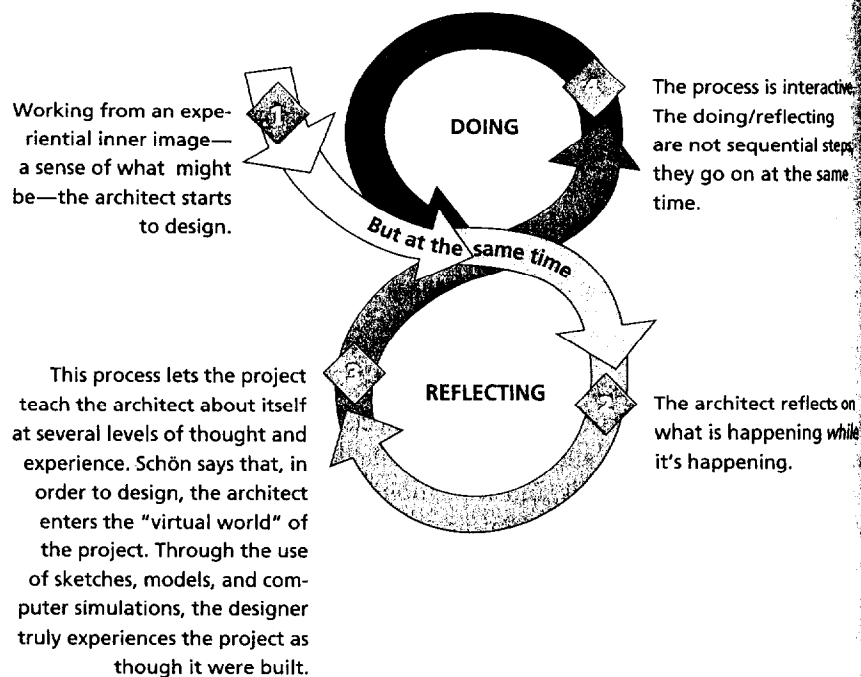 1
Working from an expe-
riential inner image—
a sense of what might
be—the architect starts
to design.
DOING
4
The process is interactive.
The doing/reflecting
are not sequential steps
they go on at the same
time.
But at the same time
REFLECTING
2
The architect reflects on
what is happening while
it's happening.
3
This process lets the project
teach the architect about itself
at several levels of thought and
experience. Schön says that, in
order to design, the architect
enters the "virtual world" of
the project. Through the use
of sketches, models, and com-
puter simulations, the designer
truly experiences the project as
though it were built.